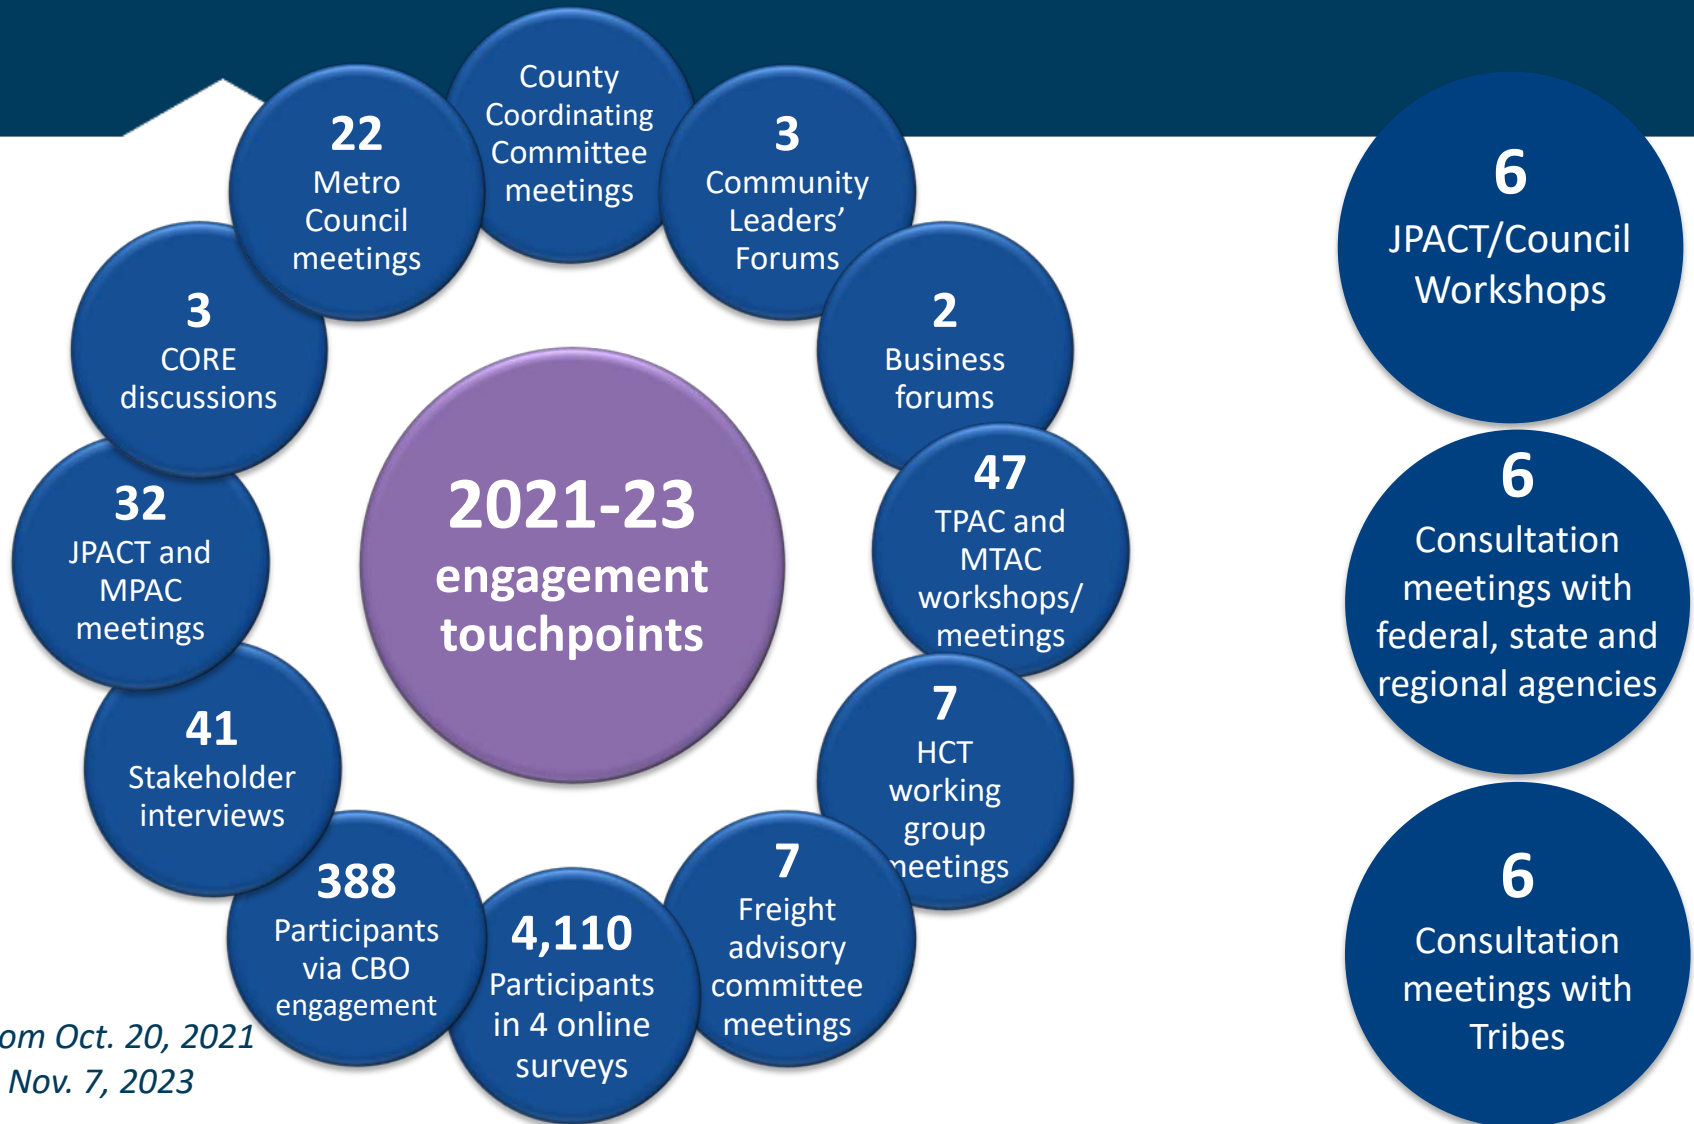 County
Coordinating
Committee
meetings
3
Community
Leaders’
Forums
2
Business
forums
47
TPAC and
MTAC
workshops/
meetings
7
HCT
working
group
meetings
7
Freight
advisory
committee
meetings
4,110
Participants
in 4 online
surveys
388
Participants
via CBO
engagement
41
Stakeholder
interviews
32
JPACT and
MPAC
meetings
3
CORE
discussions
22
Metro
Council
meetings
2021-23
engagement
touchpoints
6
JPACT/Council
Workshops
6
Consultation
meetings with
federal, state and
regional agencies
6
Consultation
meetings with
Tribes
om Oct. 20, 2021
Nov. 7, 2023